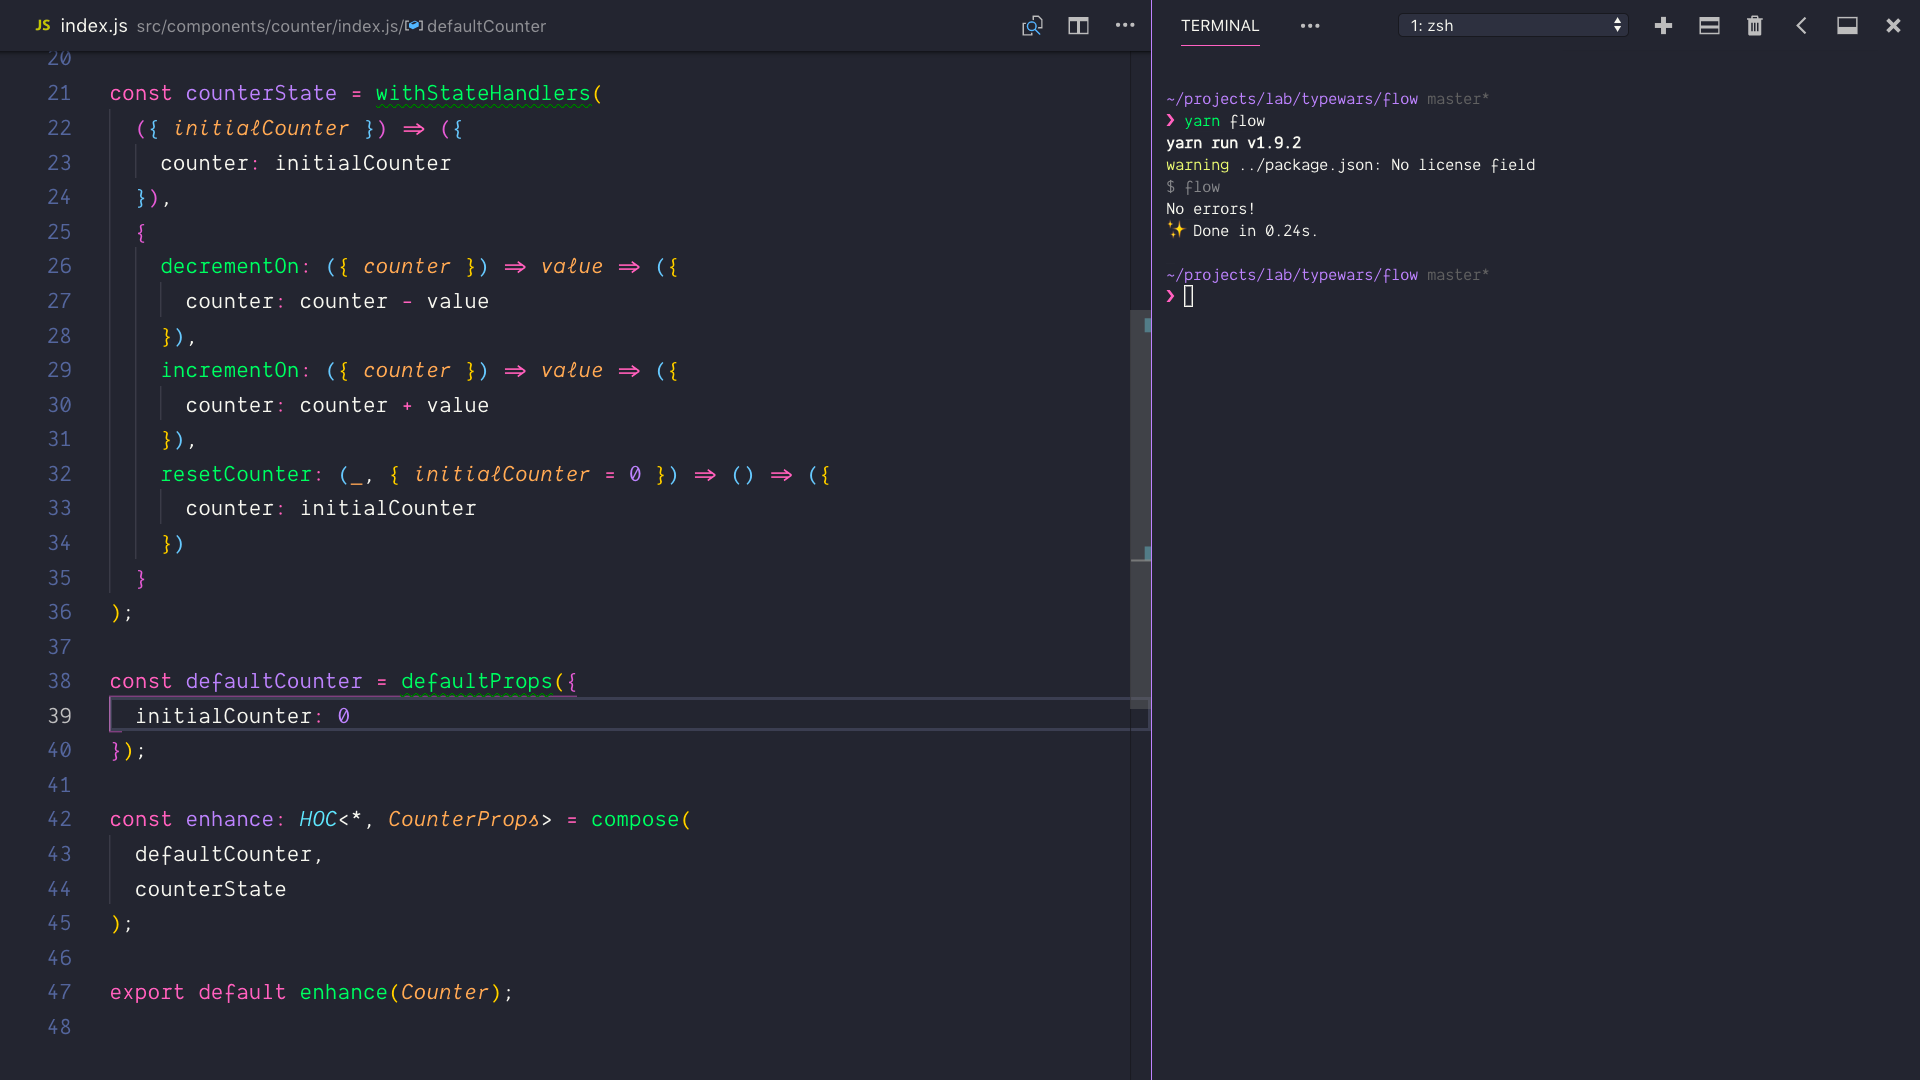 JS index.js src/components/counter/index.js/ defaultCounter
20
21 const counterState = withStateHandlers(
22 ({ initialCounter }) => ({
23 counter: initialCounter
24 }),
25 {
26 decrementOn: ({ counter }) => value => ({
27 counter: counter - value
28 }),
29 incrementOn: ({ counter }) => value => ({
30 counter: counter + value
31 }),
32 resetCounter: (_, { initialCounter = 0 }) => () => ({
33 counter: initialCounter
34 })
35 }
36 );
37
38 const defaultCounter = defaultProps({
39 initialCounter: 0
40 });
41
42 const enhance: HOC<*, CounterProps> = compose(
43 defaultCounter,
44 counterState
45 );
46
47 export default enhance(Counter);
48
TERMINAL ••• 1: zsh
~/projects/lab/typewars/flow master*
❯ yarn flow
yarn run v1.9.2
warning ../package.json: No license field
$ flow
No errors!
✨ Done in 0.24s.
~/projects/lab/typewars/flow master*
❯